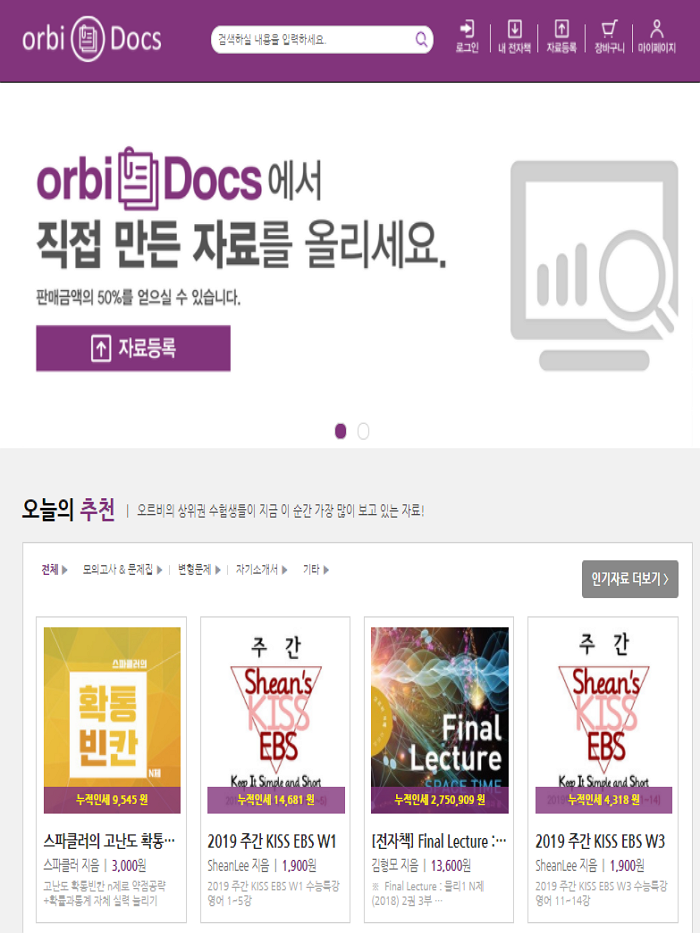 orbi Docs
검색하실 내용을 입력하세요.
로그인
내 전자책
자료등록
장바구니
마이페이지
orbi Docs 에서
직접 만든 자료를 올리세요.
판매금액의 50%를 얻으실 수 있습니다.
자료등록
오늘의 추천 | 오르비의 상위권 수험생들이 지금 이 순간 가장 많이 보고 있는 자료!
전체
모의고사 & 문제집
변형문제
자기소개서
기타
인기자료 더보기
스파클러의
확통
빈칸
N제
누적인세 9,545 원
스파클러의 고난도 확통…
스파클러 지음 | 3,000원
고난도 확통빈칸 n제로 약점공략
+확률과통계 자체 실력 늘리기
주 간
Shean's
KISS
EBS
Keep It Simple and Short
누적인세 14,681 원
2019 주간 KISS EBS W1
SheanLee 지음 | 1,900원
2019 주간 KISS EBS W1 수능특강
영어 1~5강
Final
Lecture
SPACE TIME
누적인세 2,750,909 원
[전자책] Final Lecture :…
김형모 지음 | 13,600원
※ Final Lecture : 물리1 N제
(2018) 2권 3부 …
주 간
Shean's
KISS
EBS
Keep It Simple and Short
누적인세 4,318 원
2019 주간 KISS EBS W3
SheanLee 지음 | 1,900원
2019 주간 KISS EBS W3 수능특강
영어 11~14강